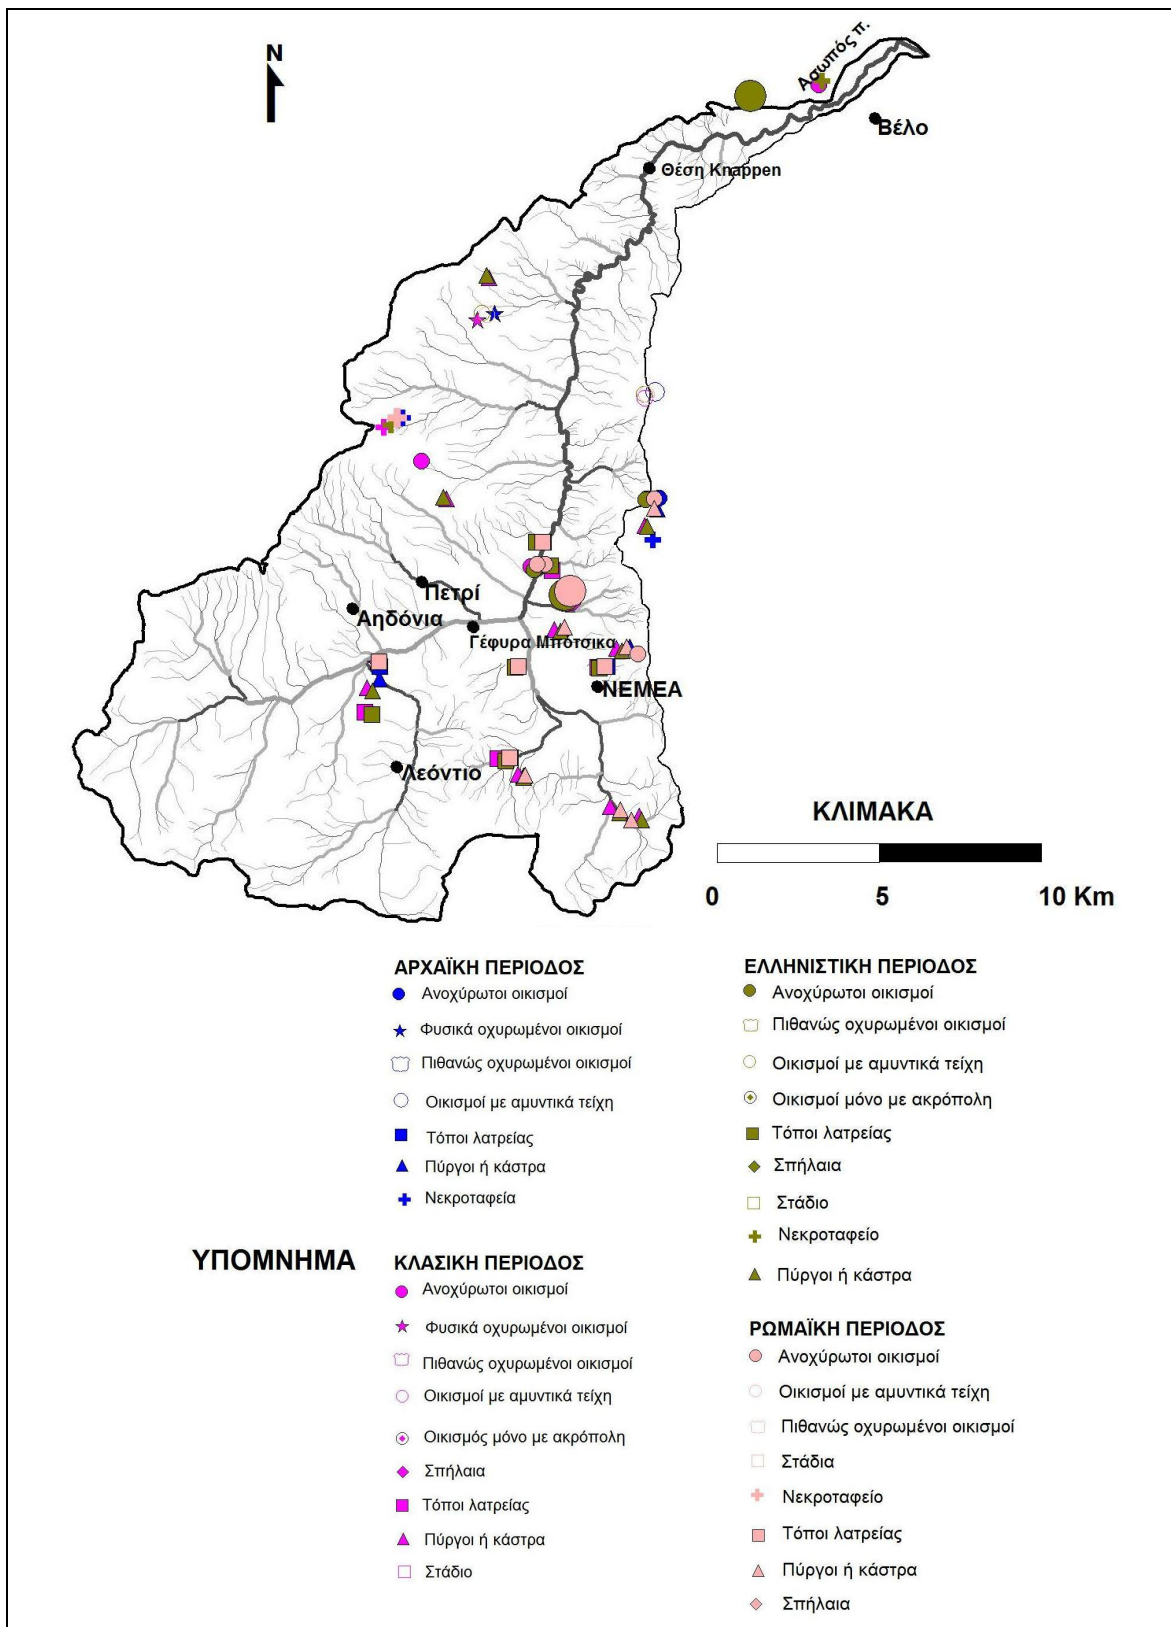 N
Ασωπός π.
Βέλο
Θέση Knappen
Πετρί
Αηδόνια
Γέφυρα Μπότσικα
ΝΕΜΕΑ
Λεόντιο
ΚΛΙΜΑΚΑ
0 5 10 Km
ΥΠΟΜΝΗΜΑ
ΑΡΧΑΪΚΗ ΠΕΡΙΟΔΟΣ
Ανοχύρωτοι οικισμοί
Φυσικά οχυρωμένοι οικισμοί
Πιθανώς οχυρωμένοι οικισμοί
Οικισμοί με αμυντικά τείχη
Τόποι λατρείας
Πύργοι ή κάστρα
Νεκροταφεία
ΚΛΑΣΙΚΗ ΠΕΡΙΟΔΟΣ
Ανοχύρωτοι οικισμοί
Φυσικά οχυρωμένοι οικισμοί
Πιθανώς οχυρωμένοι οικισμοί
Οικισμοί με αμυντικά τείχη
Οικισμός μόνο με ακρόπολη
Σπήλαια
Τόποι λατρείας
Πύργοι ή κάστρα
Στάδιο
ΕΛΛΗΝΙΣΤΙΚΗ ΠΕΡΙΟΔΟΣ
Ανοχύρωτοι οικισμοί
Πιθανώς οχυρωμένοι οικισμοί
Οικισμοί με αμυντικά τείχη
Οικισμοί μόνο με ακρόπολη
Τόποι λατρείας
Σπήλαια
Στάδιο
Νεκροταφείο
Πύργοι ή κάστρα
ΡΩΜΑΪΚΗ ΠΕΡΙΟΔΟΣ
Ανοχύρωτοι οικισμοί
Οικισμοί με αμυντικά τείχη
Πιθανώς οχυρωμένοι οικισμοί
Στάδια
Νεκροταφείο
Τόποι λατρείας
Πύργοι ή κάστρα
Σπήλαια